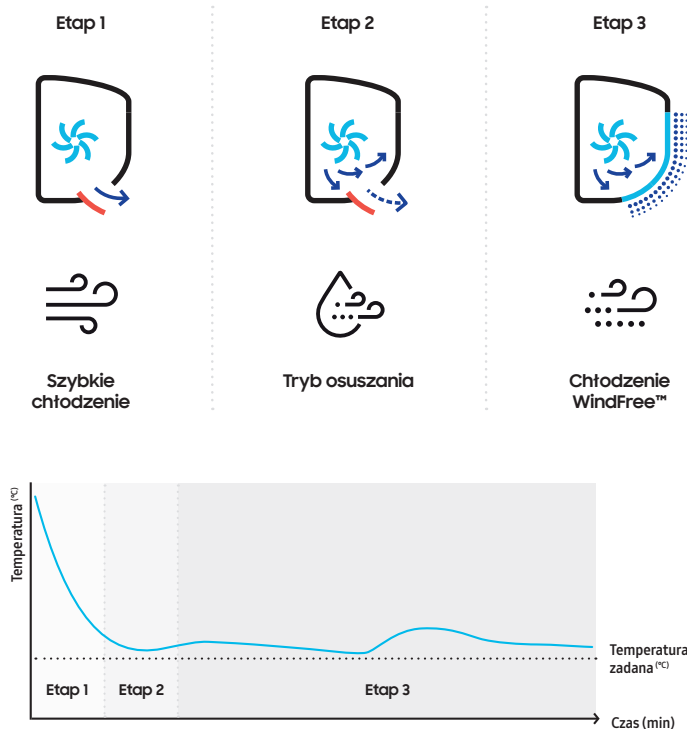 Etap 1
Etap 2
Etap 3
Szybkie
chłodzenie
Tryb osuszania
Chłodzenie
WindFree™
Temperatura (°C)
Temperatura
zadana (°C)
Etap 1
Etap 2
Etap 3
Czas (min)